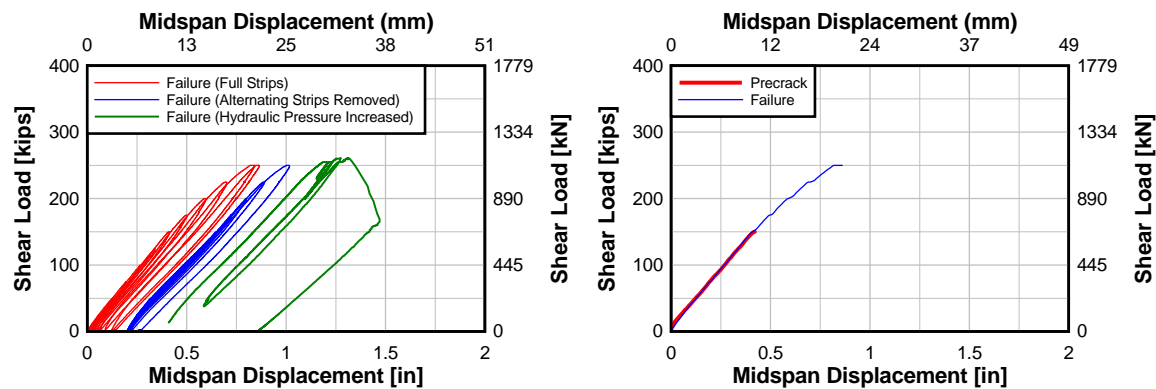 Midspan Displacement (mm)
0 13 25 38 51
400 1779
300 1334
200 890
100 445
0 0
Shear Load [kips]
Shear Load [kN]
Failure (Full Strips)
Failure (Alternating Strips Removed)
Failure (Hydraulic Pressure Increased)
0 0.5 1 1.5 2
Midspan Displacement [in]
Midspan Displacement (mm)
0 12 24 37 49
400 1779
300 1334
200 890
100 445
0 0
Shear Load [kips]
Shear Load [kN]
Precrack
Failure
0 0.5 1 1.5 2
Midspan Displacement [in]